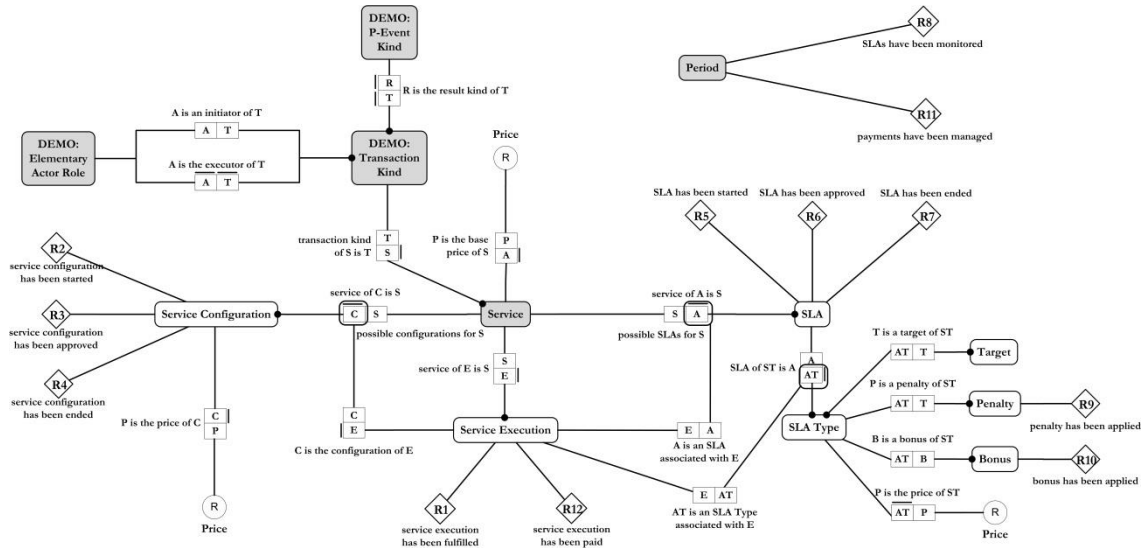 DEMO:
P-Event
Kind
R
T
R is the result kind of T
A is an initiator of T
A T
DEMO:
Elementary
Actor Role
A is the executor of T
A T
DEMO:
Transaction
Kind
Price
R
Period
R8
SLAs have been monitored
R11
payments have been managed
transaction kind
of S is T
T
S
P is the base
price of S
P
A
SLA has been started
R5
SLA has been approved
R6
SLA has been ended
R7
R2
service configuration
has been started
R3
service configuration
has been approved
R4
service configuration
has been ended
Service Configuration
service of C is S
C S
possible configurations for S
Service
service of A is S
S A
possible SLAs for S
SLA
service of E is S
S
E
SLA of ST is A
A
AT
T is a target of ST
AT T
Target
P is a penalty of ST
AT T
Penalty
R9
penalty has been applied
P is the price of C
C
P
R
Price
C
E
C is the configuration of E
Service Execution
E A
A is an SLA
associated with E
SLA Type
B is a bonus of ST
AT B
Bonus
R10
bonus has been applied
P is the price of ST
AT P
R
Price
E AT
AT is an SLA Type
associated with E
R1
service execution
has been fulfilled
R12
service execution
has been paid